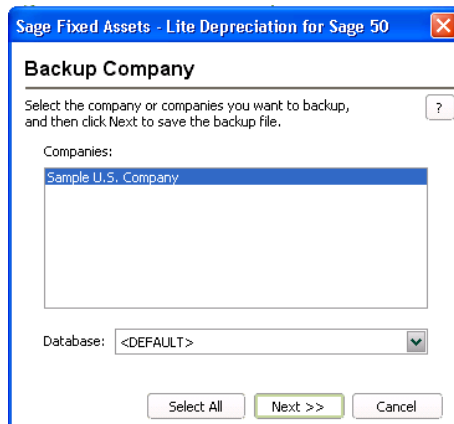 Sage Fixed Assets - Lite Depreciation for Sage 50
Backup Company
Select the company or companies you want to backup,
and then click Next to save the backup file.
?
Companies:
Sample U.S. Company
Database: <DEFAULT>
Select All Next >> Cancel